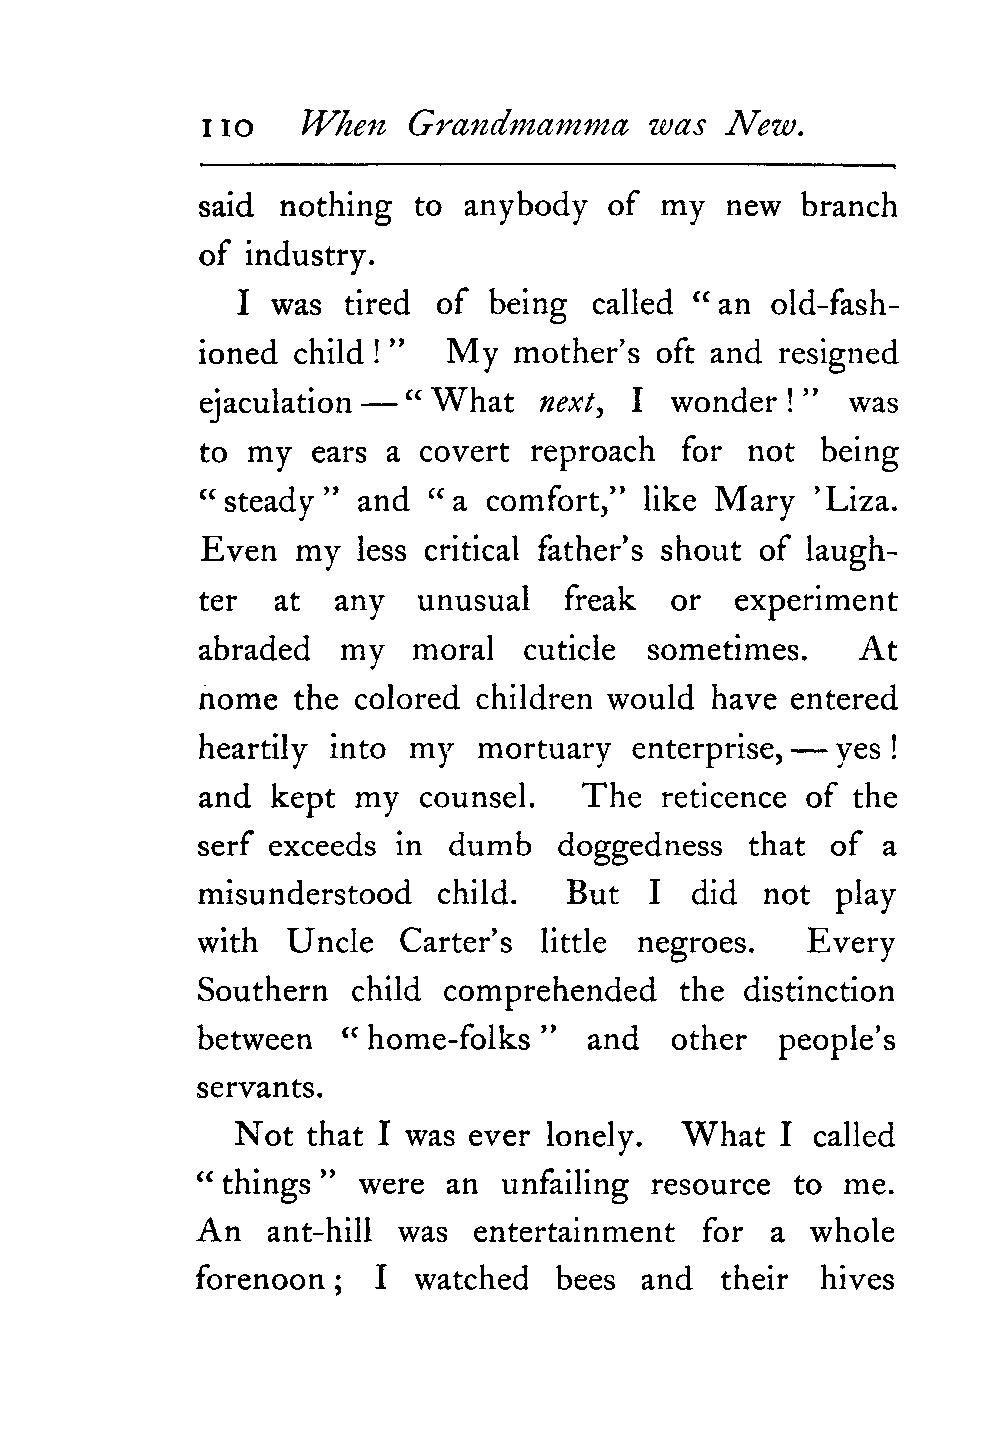 110 When Grandmamma was New.
said nothing to anybody of my new branch
of industry.
I was tired of being called "an old-fash-
ioned child!" My mother's oft and resigned
ejaculation — "What next, I wonder!" was
to my ears a covert reproach for not being
"steady" and "a comfort," like Mary 'Liza.
Even my less critical father's shout of laugh-
ter at any unusual freak or experiment
abraded my moral cuticle sometimes. At
home the colored children would have entered
heartily into my mortuary enterprise, — yes!
and kept my counsel. The reticence of the
serf exceeds in dumb doggedness that of a
misunderstood child. But I did not play
with Uncle Carter's little negroes. Every
Southern child comprehended the distinction
between "home-folks" and other people's
servants.
Not that I was ever lonely. What I called
"things" were an unfailing resource to me.
An ant-hill was entertainment for a whole
forenoon; I watched bees and their hives